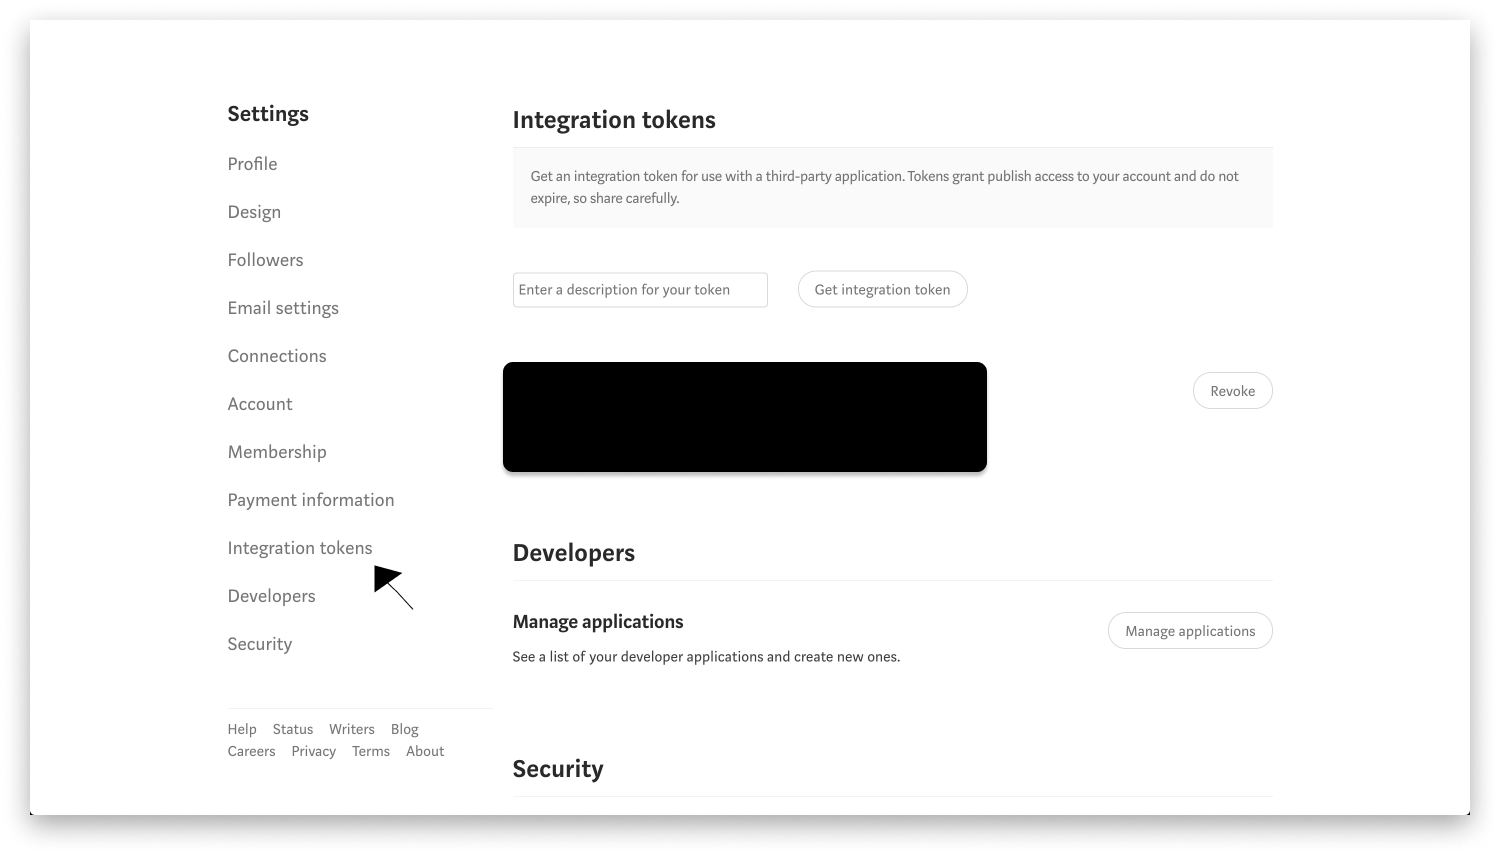 Settings
Profile
Design
Followers
Email settings
Connections
Account
Membership
Payment information
Integration tokens
Developers
Security
Help Status Writers Blog
Careers Privacy Terms About
Integration tokens
Get an integration token for use with a third-party application. Tokens grant publish access to your account and do not
expire, so share carefully.
Enter a description for your token
Get integration token
Revoke
Developers
Manage applications
See a list of your developer applications and create new ones.
Manage applications
Security